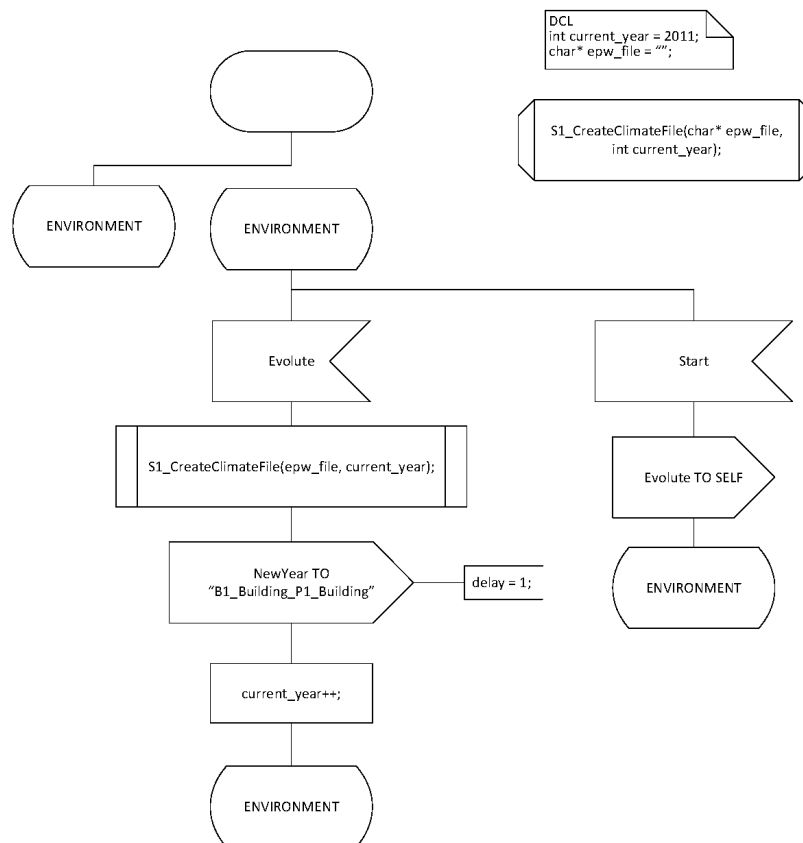 DCL
int current_year = 2011;
char* epw_file = “”;
S1_CreateClimateFile(char* epw_file,
int current_year);
ENVIRONMENT
ENVIRONMENT
Evolute
Start
S1_CreateClimateFile(epw_file, current_year);
Evolute TO SELF
NewYear TO
“B1_Building_P1_Building”
delay = 1;
ENVIRONMENT
current_year++;
ENVIRONMENT